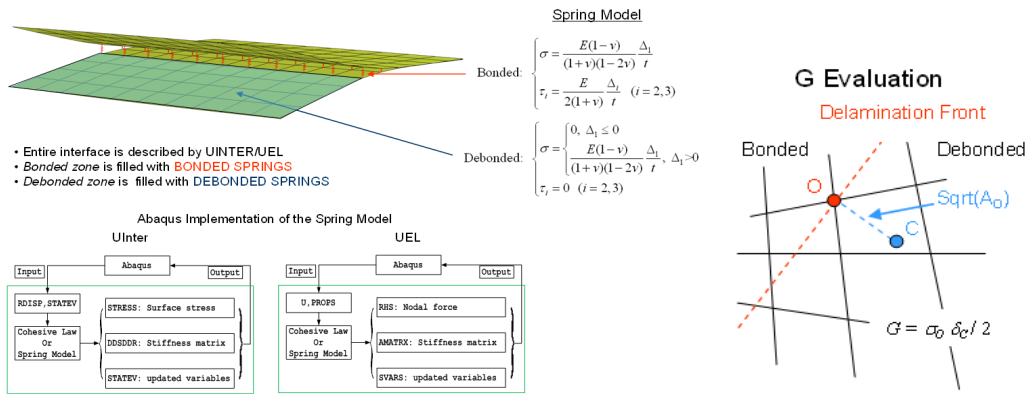 Spring Model
Bonded: { σ = E(1-ν) / (1+ν)(1-2ν) Δ₁ / t
τᵢ = E / 2(1+ν) Δᵢ / t (i = 2,3)
Debonded: { σ = { 0, Δ₁ ≤ 0
E(1-ν) / (1+ν)(1-2ν) Δ₁ / t, Δ₁>0
τᵢ = 0 (i = 2,3)
• Entire interface is described by UINTER/UEL
• Bonded zone is filled with BONDED SPRINGS
• Debonded zone is filled with DEBONDED SPRINGS
Abaqus Implementation of the Spring Model
UInter
Input
Abaqus
Output
RDISP,STATEV
Cohesive Law
Or
Spring Model
STRESS: Surface stress
DDSDDR: Stiffness matrix
STATEV: updated variables
UEL
Input
Abaqus
Output
U,PROPS
Cohesive Law
Or
Spring Model
RHS: Nodal force
AMATRX: Stiffness matrix
SVARS: updated variables
G Evaluation
Delamination Front
Bonded
Debonded
O
Sqrt(A_O)
C
G = σ_O δ_C / 2